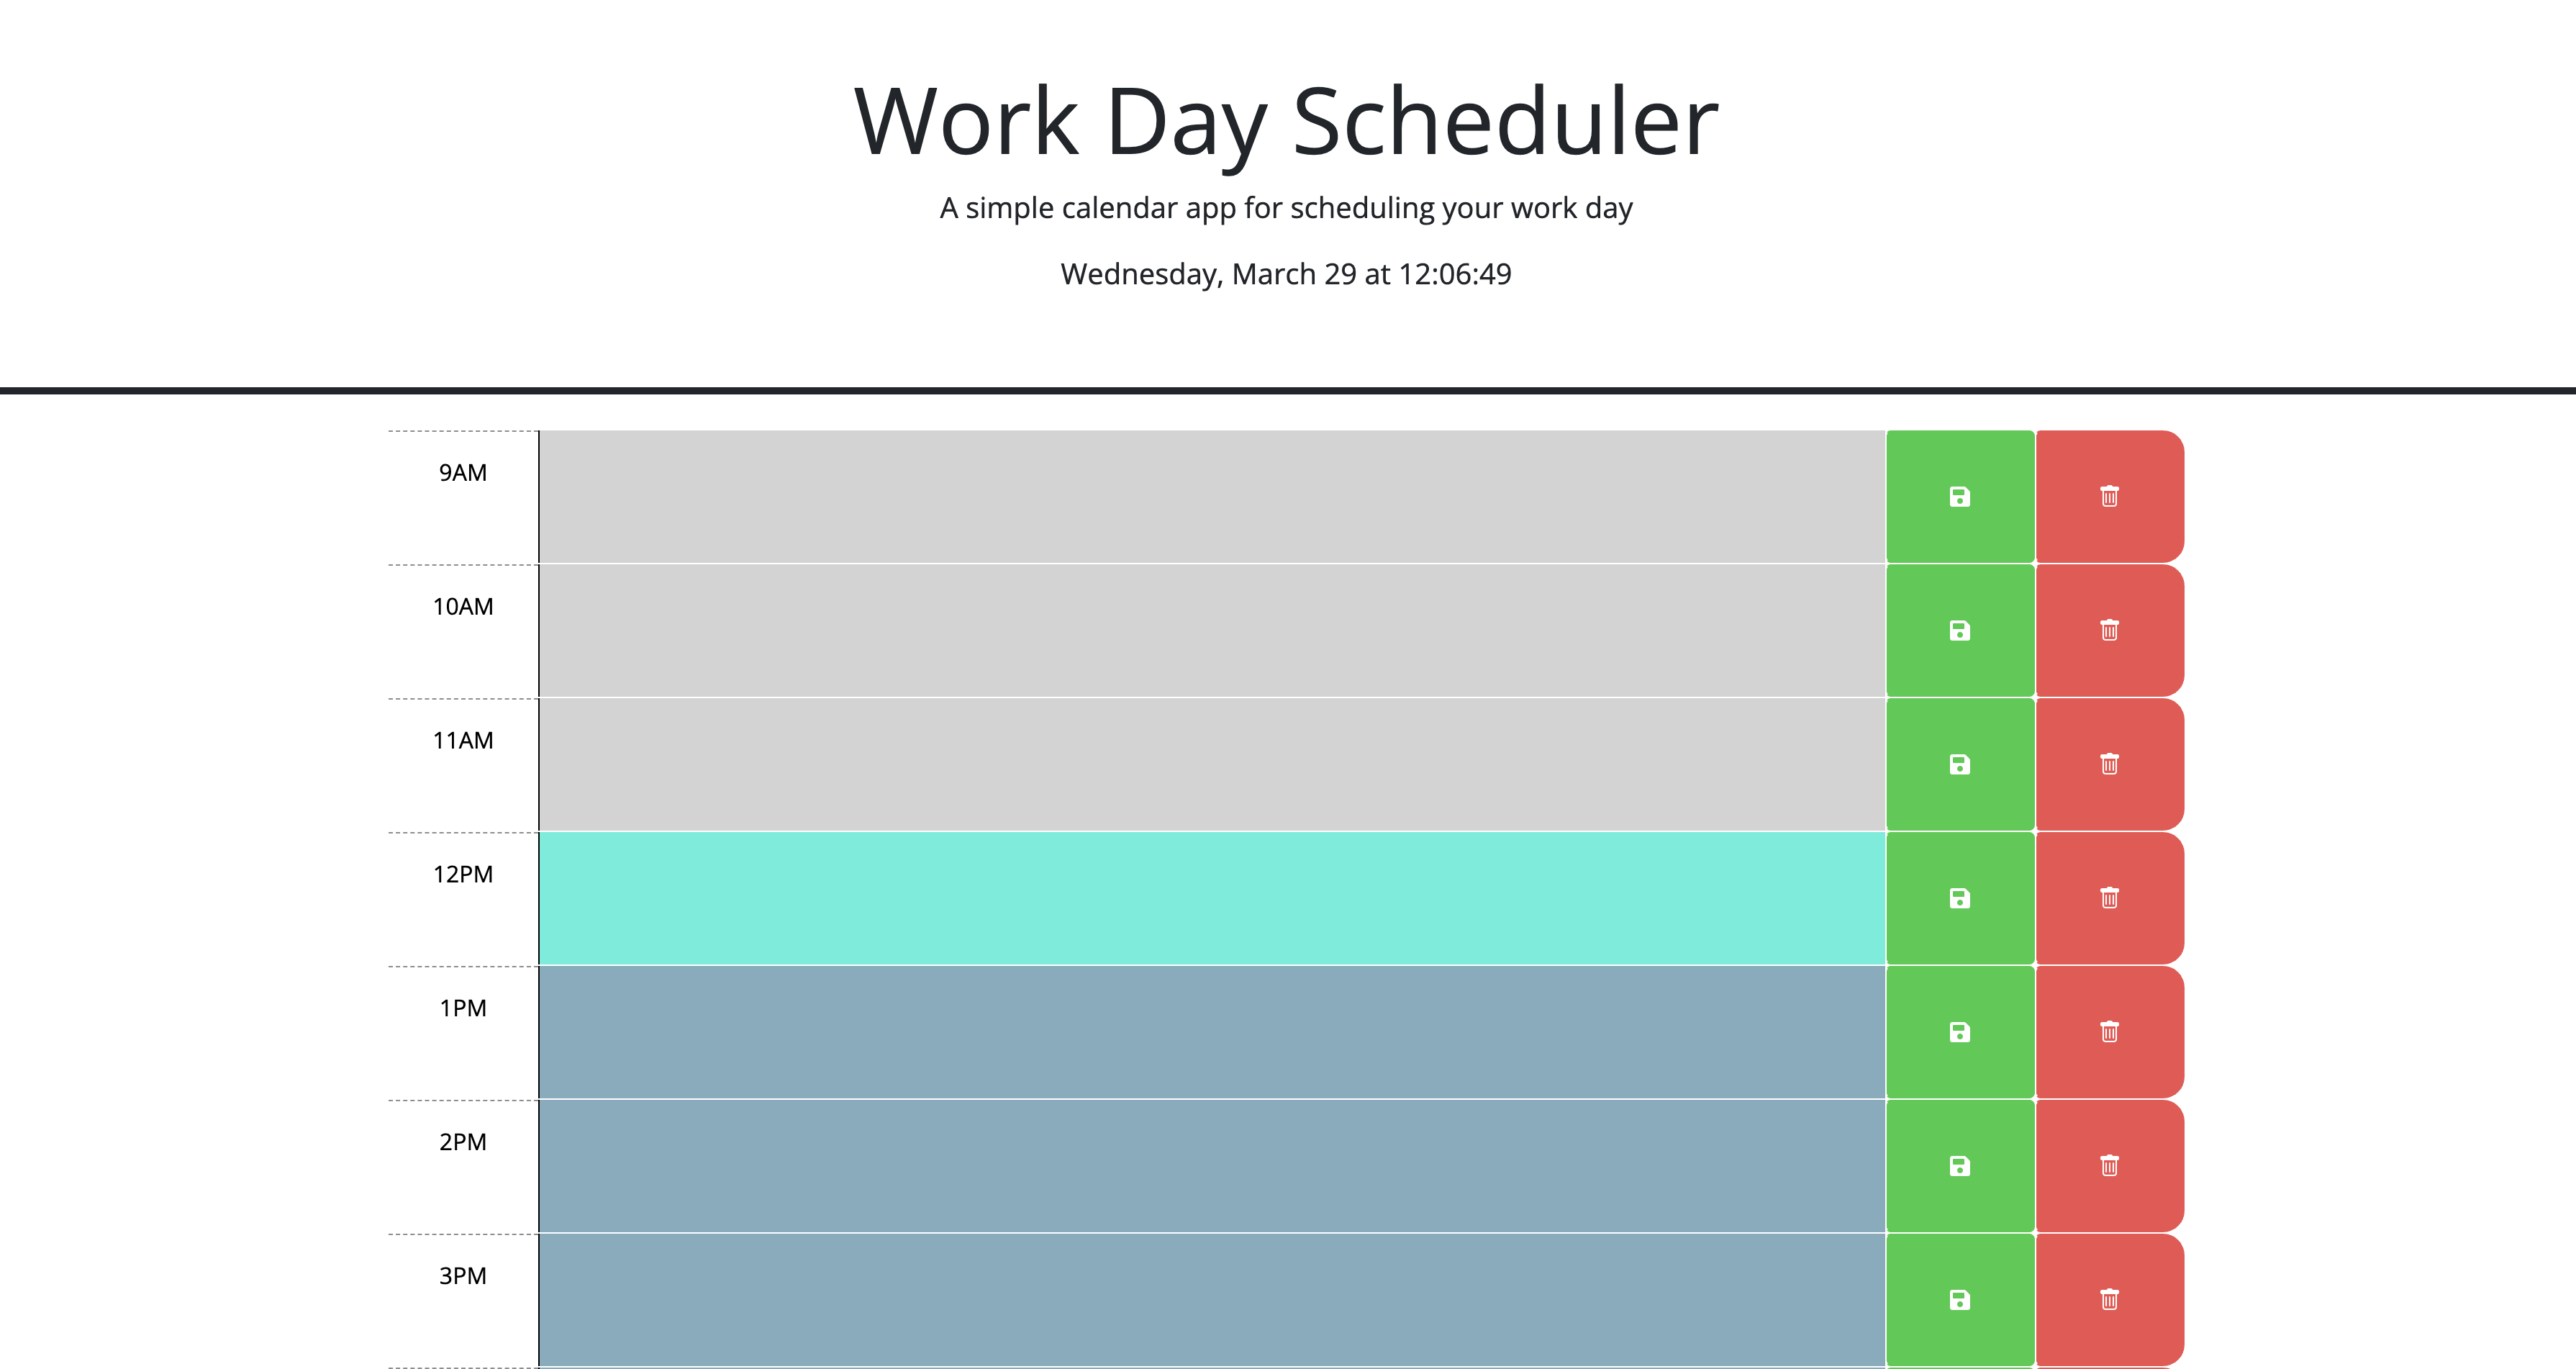 Work Day Scheduler
A simple calendar app for scheduling your work day
Wednesday, March 29 at 12:06:49
9AM
10AM
11AM
12PM
1PM
2PM
3PM